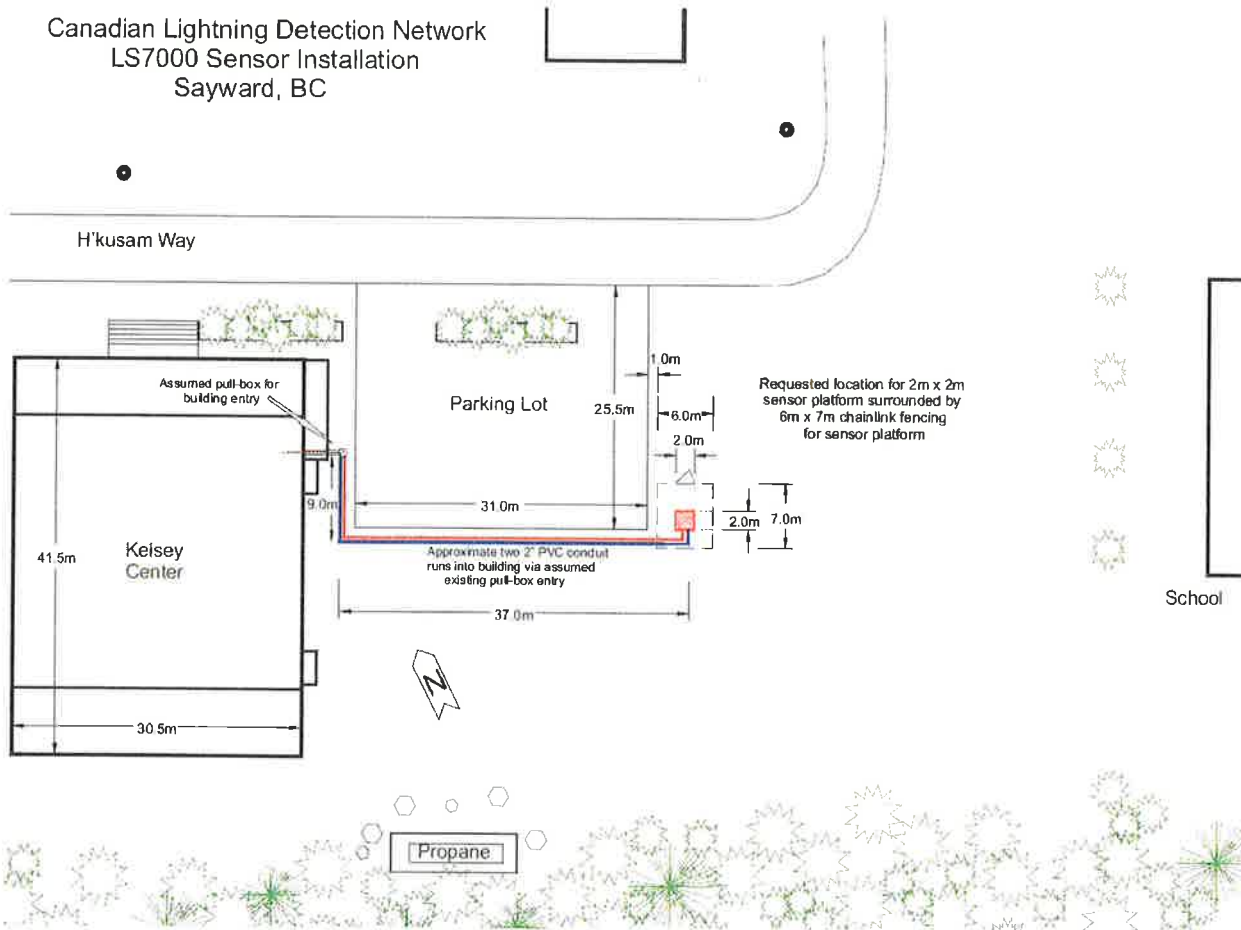 Canadian Lightning Detection Network
LS7000 Sensor Installation
Sayward, BC
H'kusam Way
Assumed pull-box for
building entry
Parking Lot
25.5m
1.0m
6.0m
2.0m
Requested location for 2m x 2m
sensor platform surrounded by
6m x 7m chainlink fencing
for sensor platform
9.0m
31.0m
2.0m
7.0m
41.5m
Kelsey
Center
Approximate two 2" PVC conduit
runs into building via assumed
existing pull-box entry
37.0m
School
N
30.5m
Propane